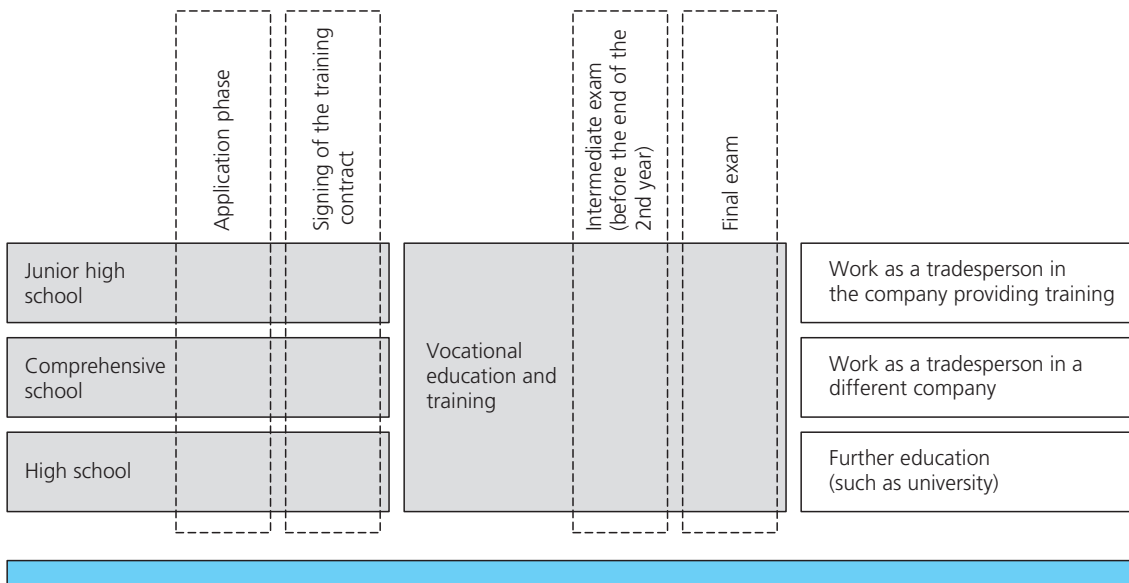 Application phase
Signing of the training
contract
Intermediate exam
(before the end of the
2nd year)
Final exam
Junior high
school
Comprehensive
school
High school
Vocational
education and
training
Work as a tradesperson in
the company providing training
Work as a tradesperson in a
different company
Further education
(such as university)